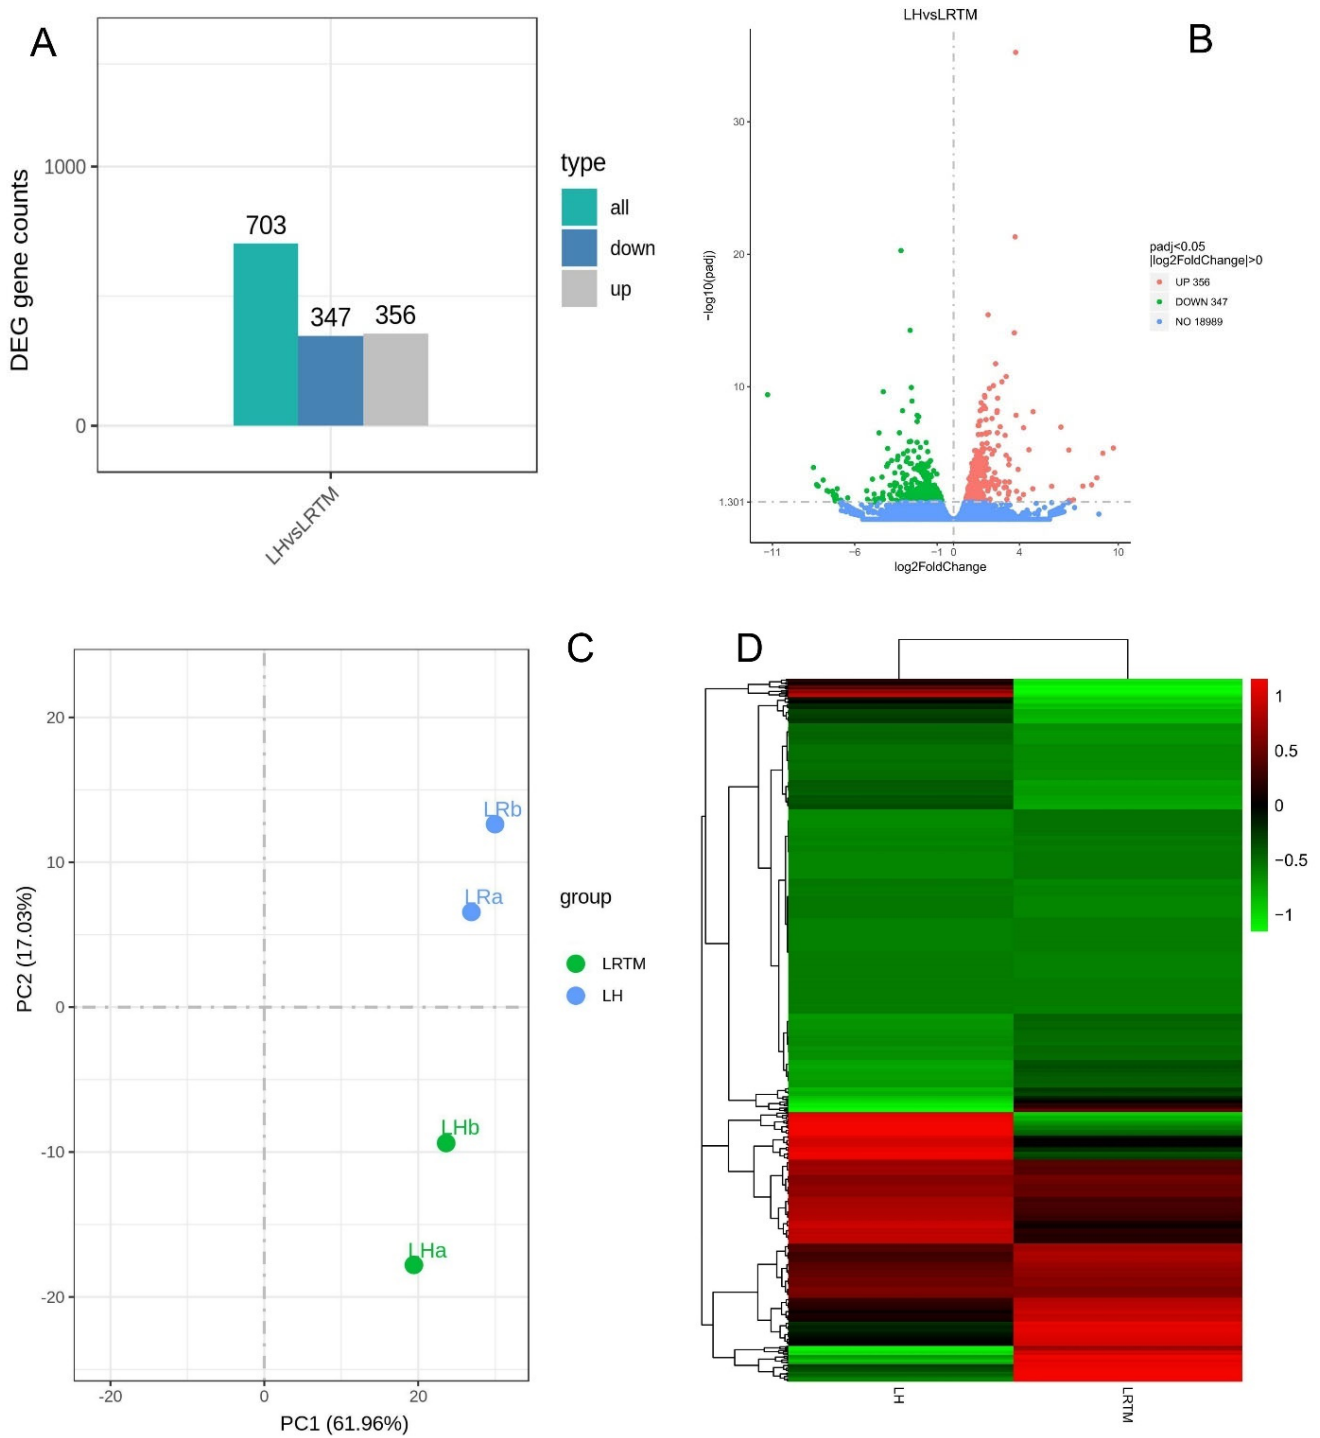 A
DEG gene counts
1000
0
703
347
356
LHvsLRTM
type
all
down
up
LHvsLRTM
B
−log10(padj)
30
20
10
1.301
−11
−6
−1
0
4
10
log2FoldChange
padj<0.05
|log2FoldChange|>0
UP 356
DOWN 347
NO 18989
C
PC2 (17.03%)
20
10
0
-10
-20
LRb
LRa
LHb
LHa
-20
0
20
PC1 (61.96%)
group
LRTM
LH
D
1
0.5
0
−0.5
−1
LH
LRTM